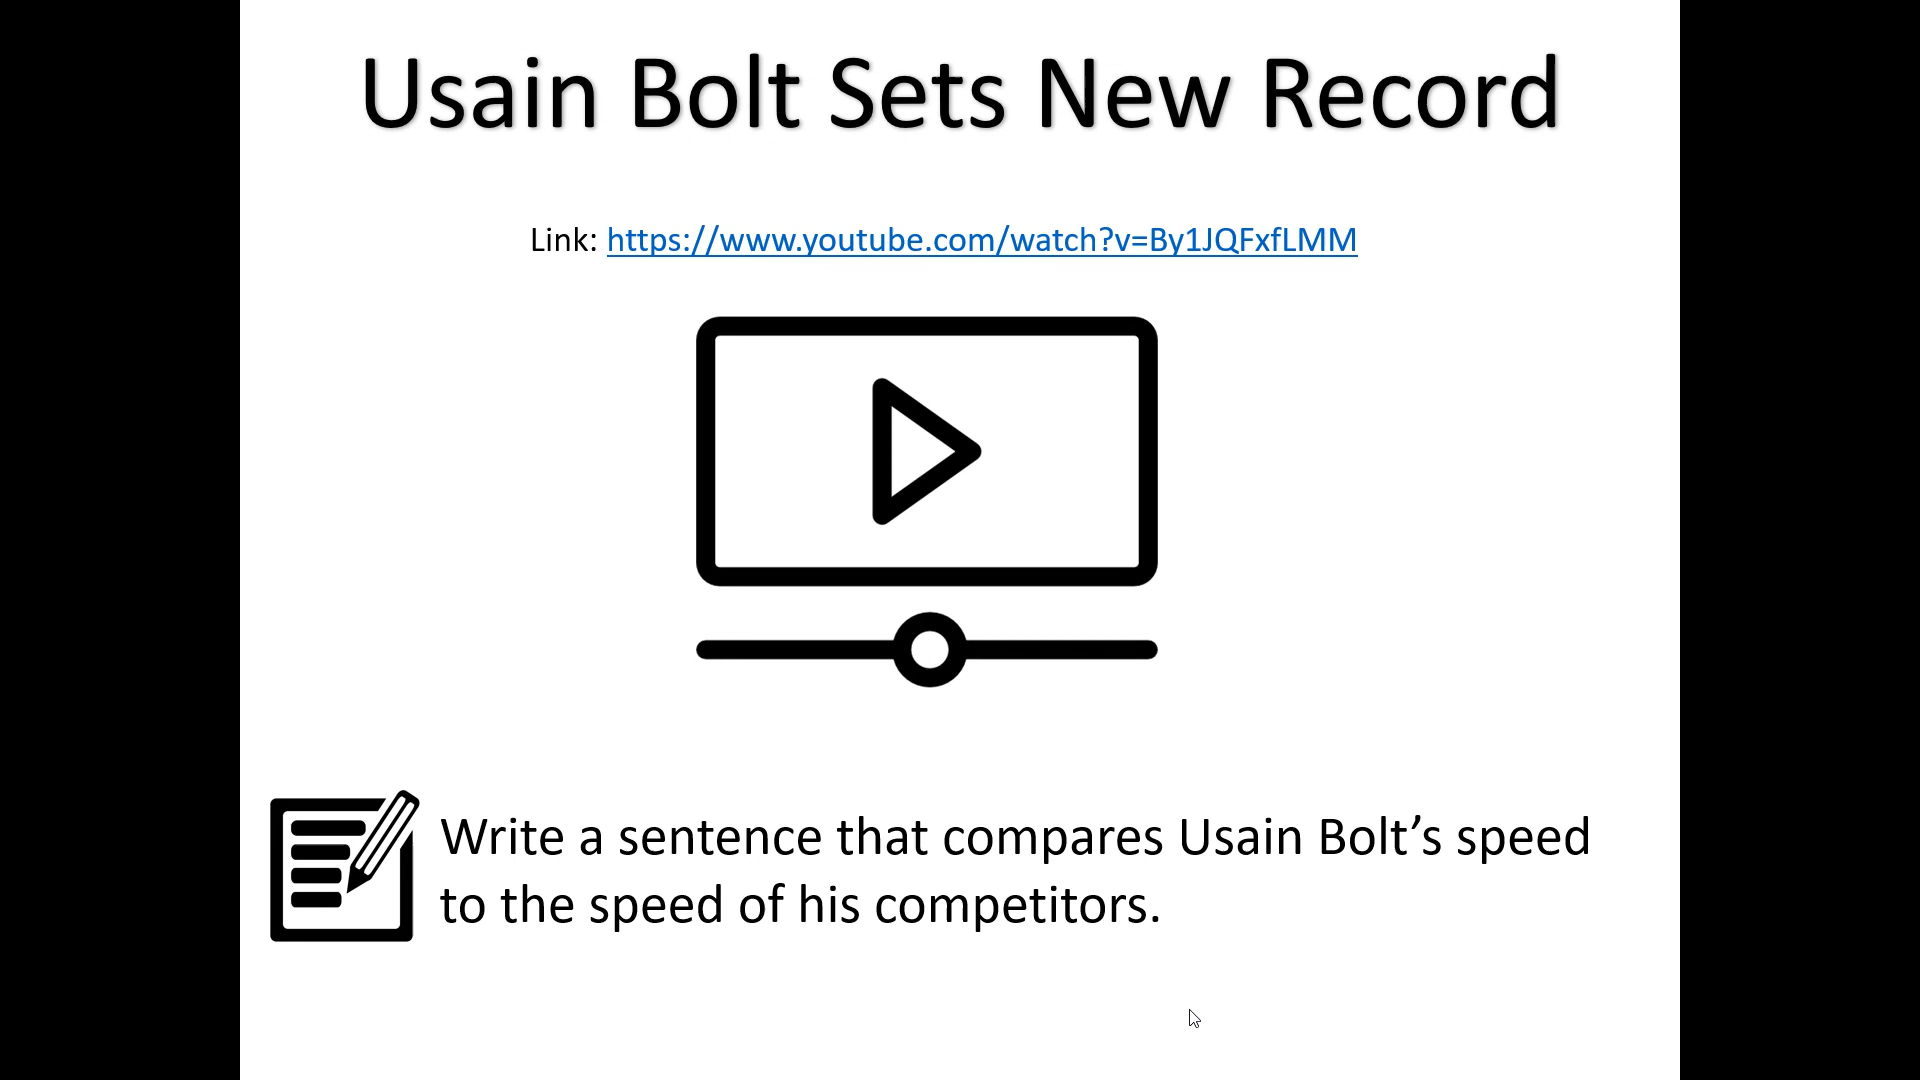 Usain Bolt Sets New Record
Link: https://www.youtube.com/watch?v=By1JQFxfLMM
Write a sentence that compares Usain Bolt’s speed
to the speed of his competitors.